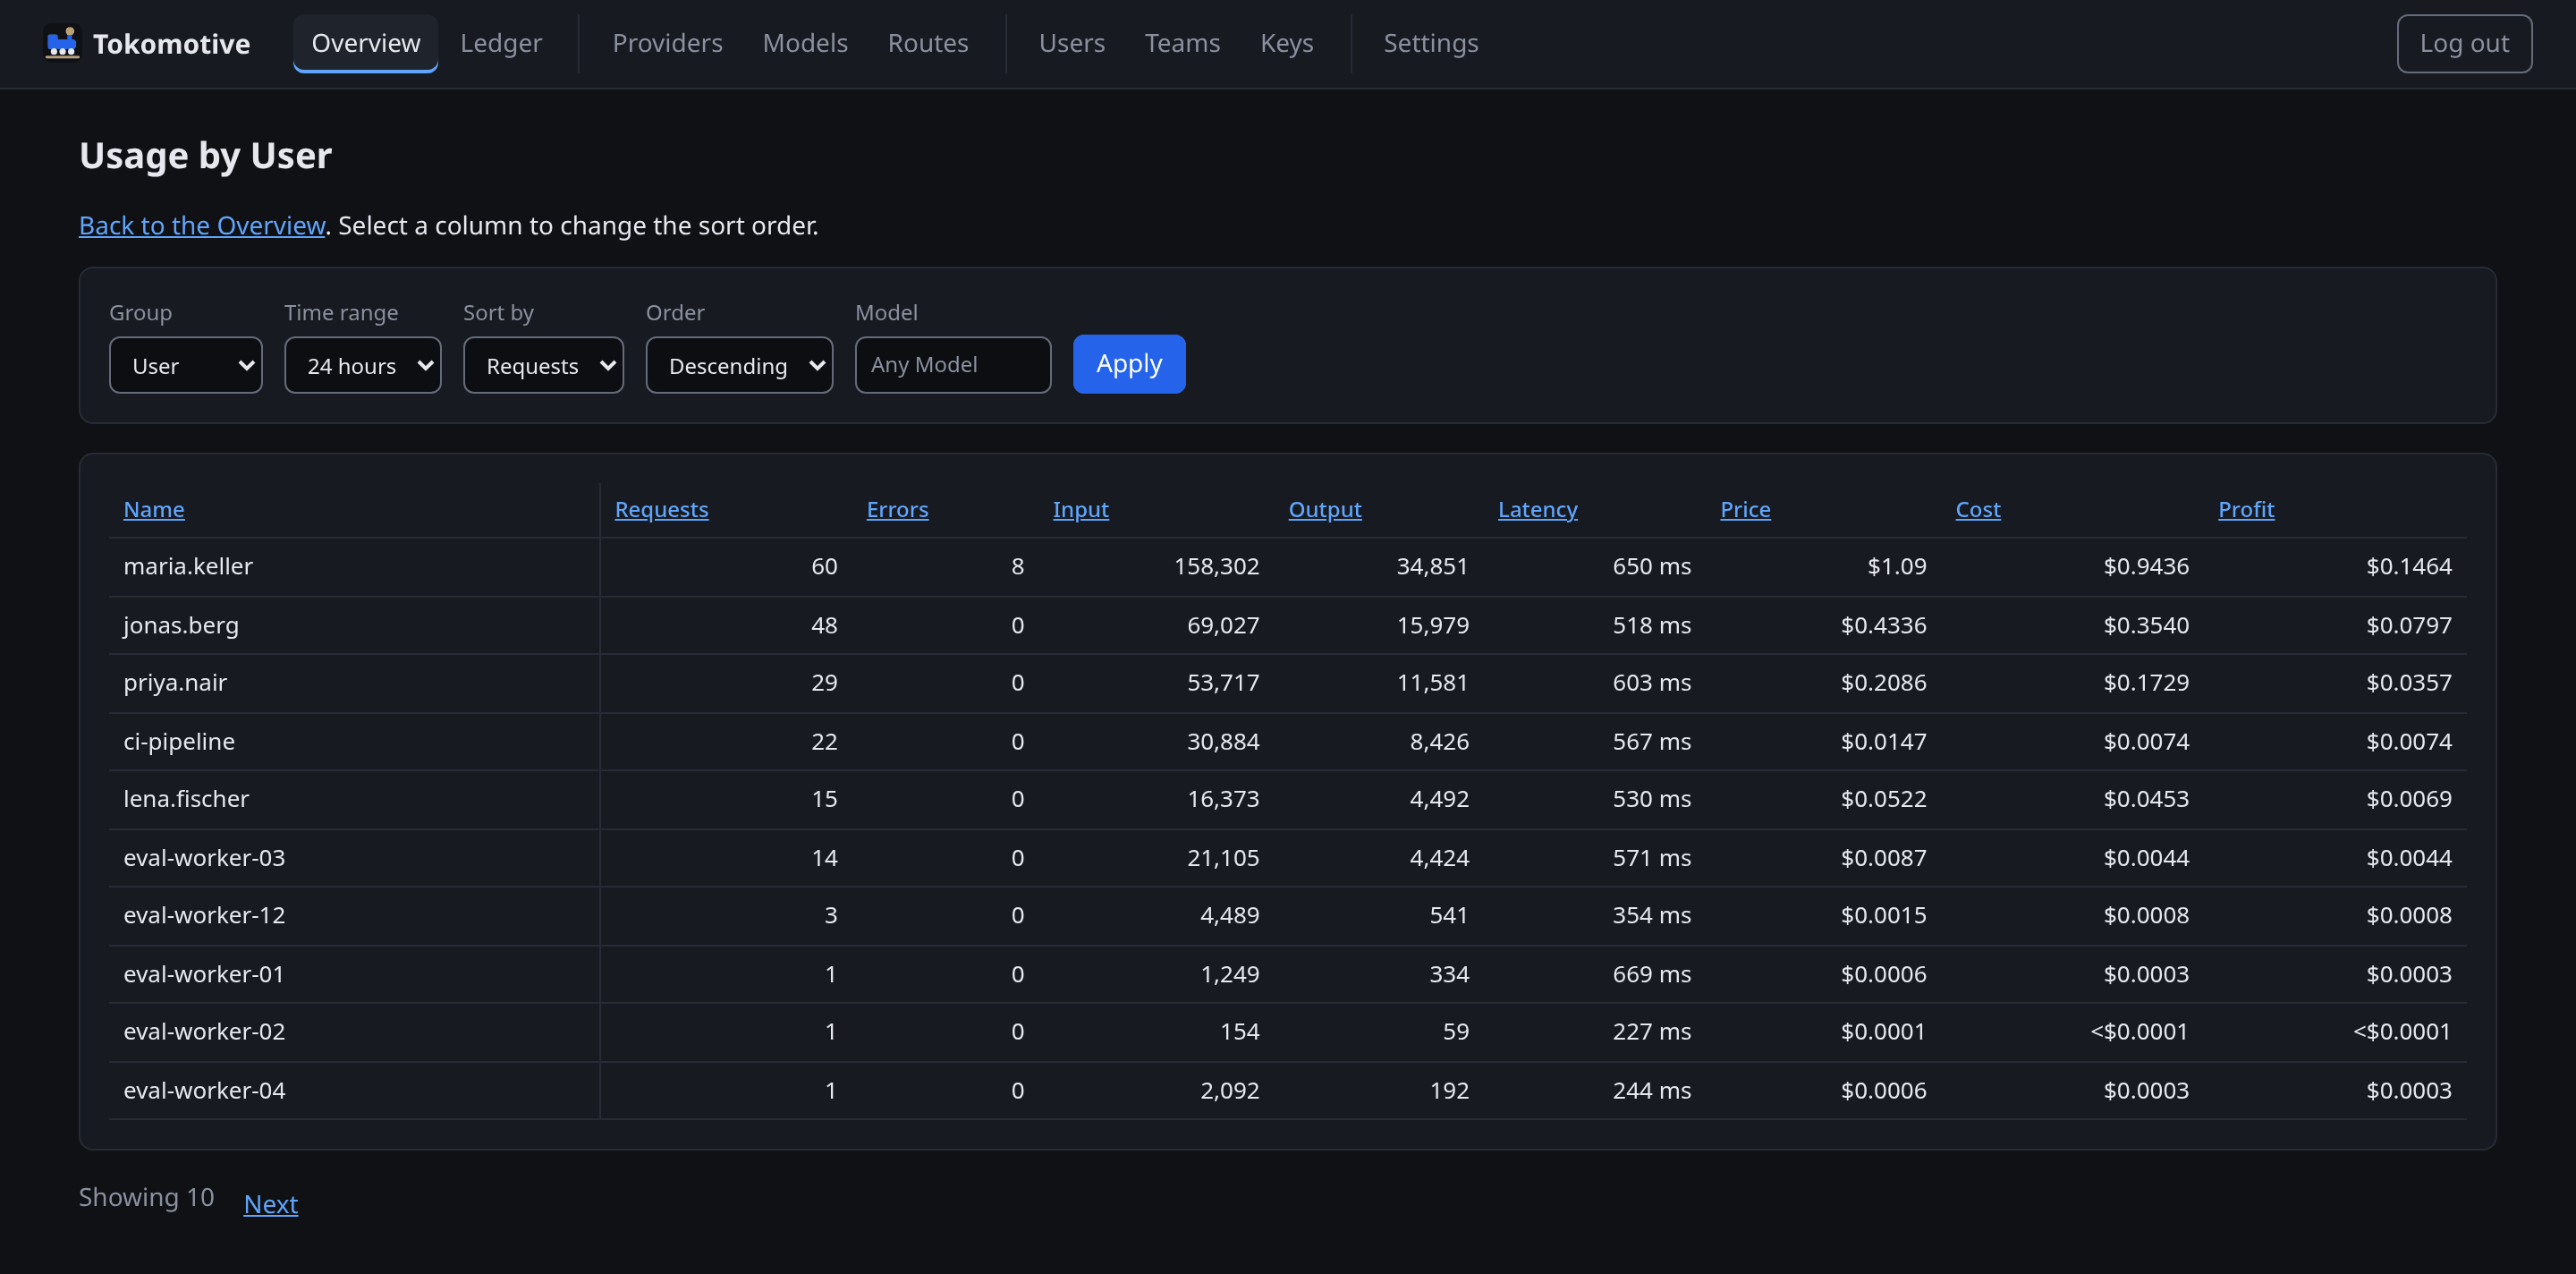 Tokomotive Overview Ledger Providers Models Routes Users Teams Keys Settings Log out
Usage by User
Back to the Overview. Select a column to change the sort order.
Group Time range Sort by Order Model
User 24 hours Requests Descending Any Model Apply
Name Requests Errors Input Output Latency Price Cost Profit
maria.keller 60 8 158,302 34,851 650 ms $1.09 $0.9436 $0.1464
jonas.berg 48 0 69,027 15,979 518 ms $0.4336 $0.3540 $0.0797
priya.nair 29 0 53,717 11,581 603 ms $0.2086 $0.1729 $0.0357
ci-pipeline 22 0 30,884 8,426 567 ms $0.0147 $0.0074 $0.0074
lena.fischer 15 0 16,373 4,492 530 ms $0.0522 $0.0453 $0.0069
eval-worker-03 14 0 21,105 4,424 571 ms $0.0087 $0.0044 $0.0044
eval-worker-12 3 0 4,489 541 354 ms $0.0015 $0.0008 $0.0008
eval-worker-01 1 0 1,249 334 669 ms $0.0006 $0.0003 $0.0003
eval-worker-02 1 0 154 59 227 ms $0.0001 <$0.0001 <$0.0001
eval-worker-04 1 0 2,092 192 244 ms $0.0006 $0.0003 $0.0003
Showing 10 Next